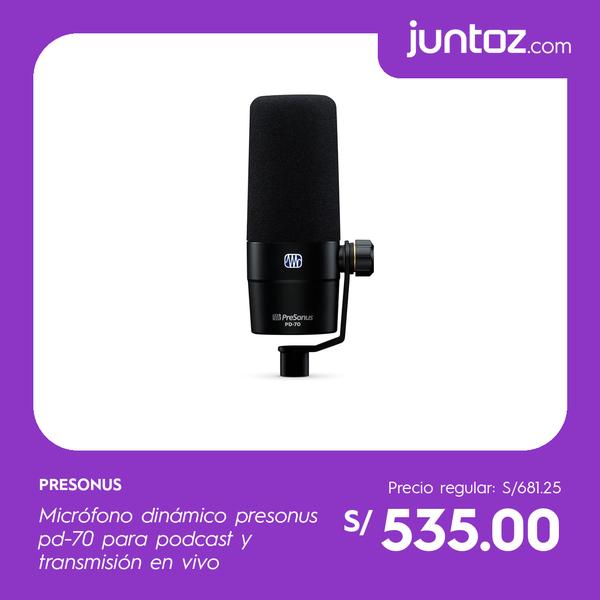 juntoz.com
PreSonus
PD-70
PRESONUS
Micrófono dinámico presonus
pd-70 para podcast y
transmisión en vivo
Precio regular: S/681.25
S/ 535.00